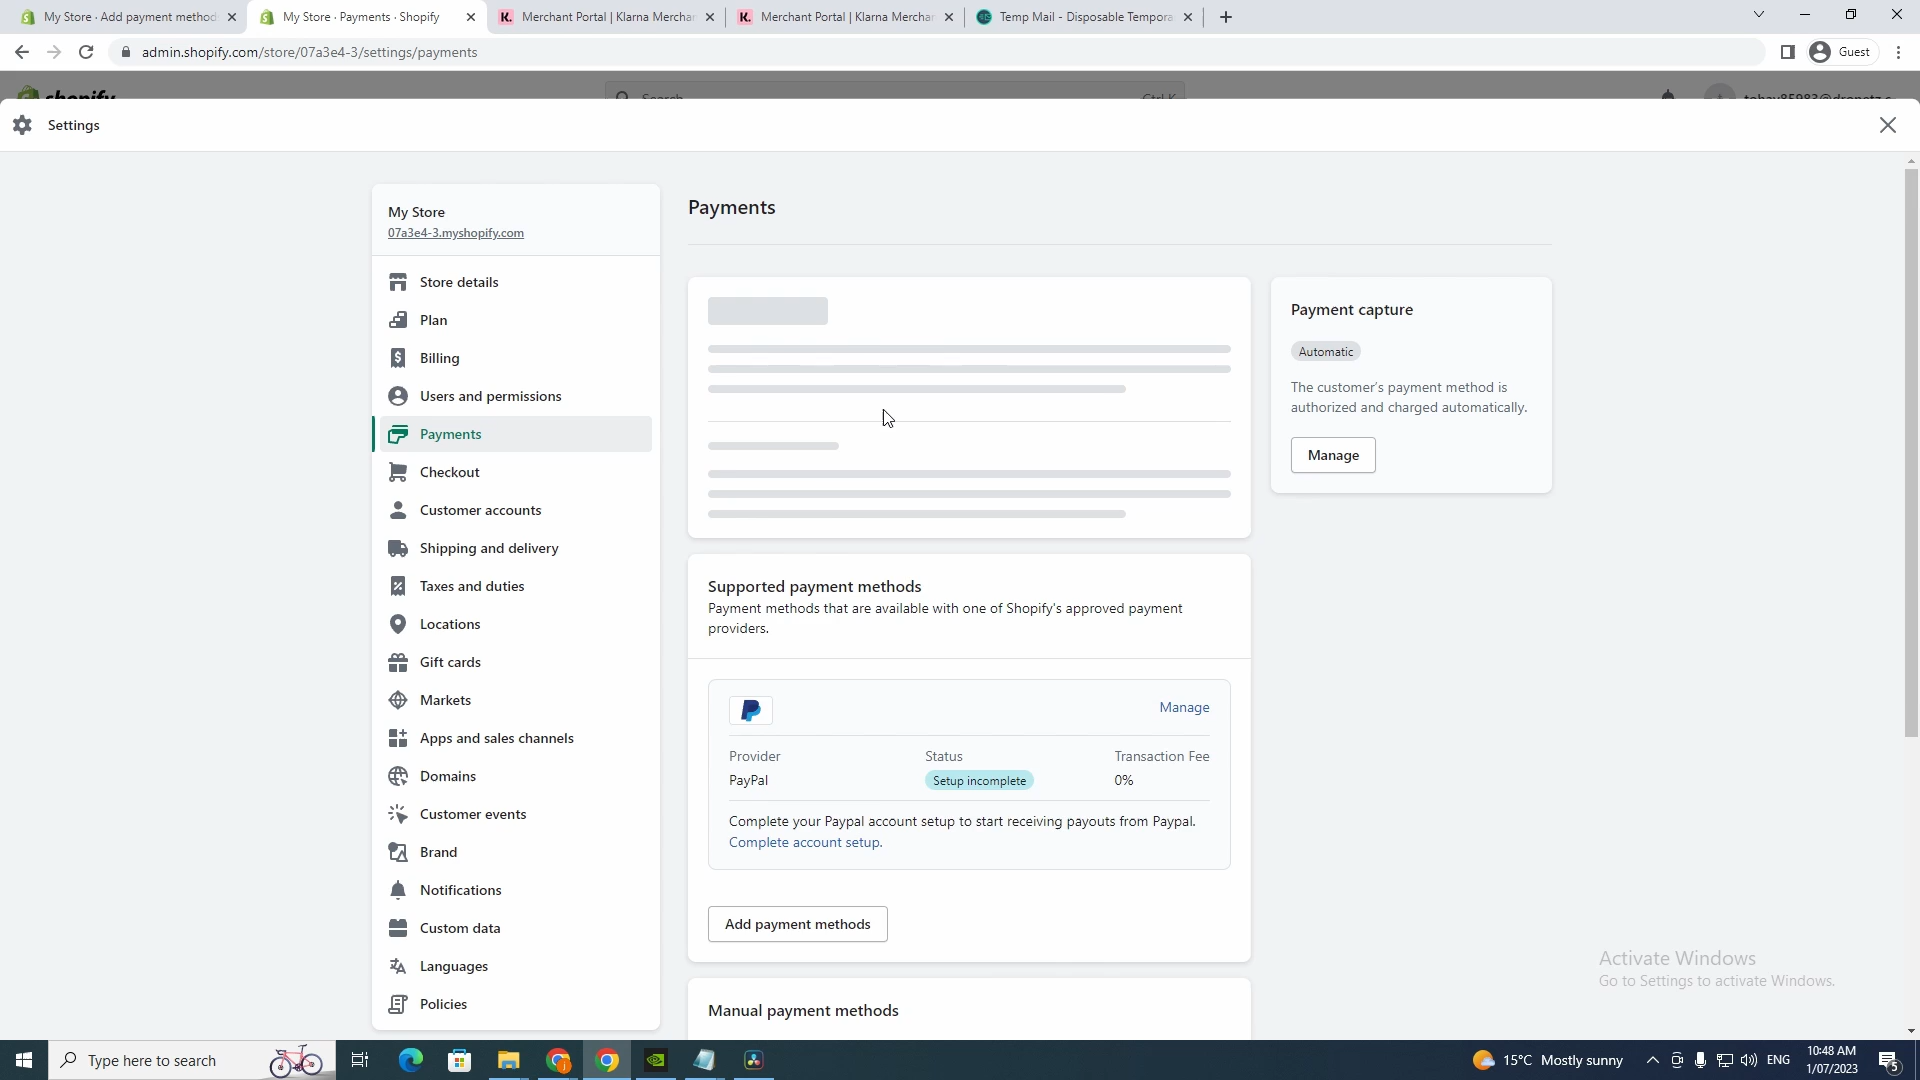 My Store · Add payment method
My Store · Payments · Shopify
Merchant Portal | Klarna Merchan
Merchant Portal | Klarna Merchan
Temp Mail - Disposable Tempora
admin.shopify.com/store/07a3e4-3/settings/payments
Guest
shopify
Search
Ctrl K
Settings
My Store
07a3e4-3.myshopify.com
Store details
Plan
Billing
Users and permissions
Payments
Checkout
Customer accounts
Shipping and delivery
Taxes and duties
Locations
Gift cards
Markets
Apps and sales channels
Domains
Customer events
Brand
Notifications
Custom data
Languages
Policies
Payments
Payment capture
Automatic
The customer's payment method is
authorized and charged automatically.
Manage
Supported payment methods
Payment methods that are available with one of Shopify's approved payment
providers.
Manage
Provider
Status
Transaction Fee
PayPal
Setup incomplete
0%
Complete your Paypal account setup to start receiving payouts from Paypal.
Complete account setup.
Add payment methods
Manual payment methods
Activate Windows
Go to Settings to activate Windows.
Type here to search
15°C Mostly sunny
ENG
10:48 AM
1/07/2023
5